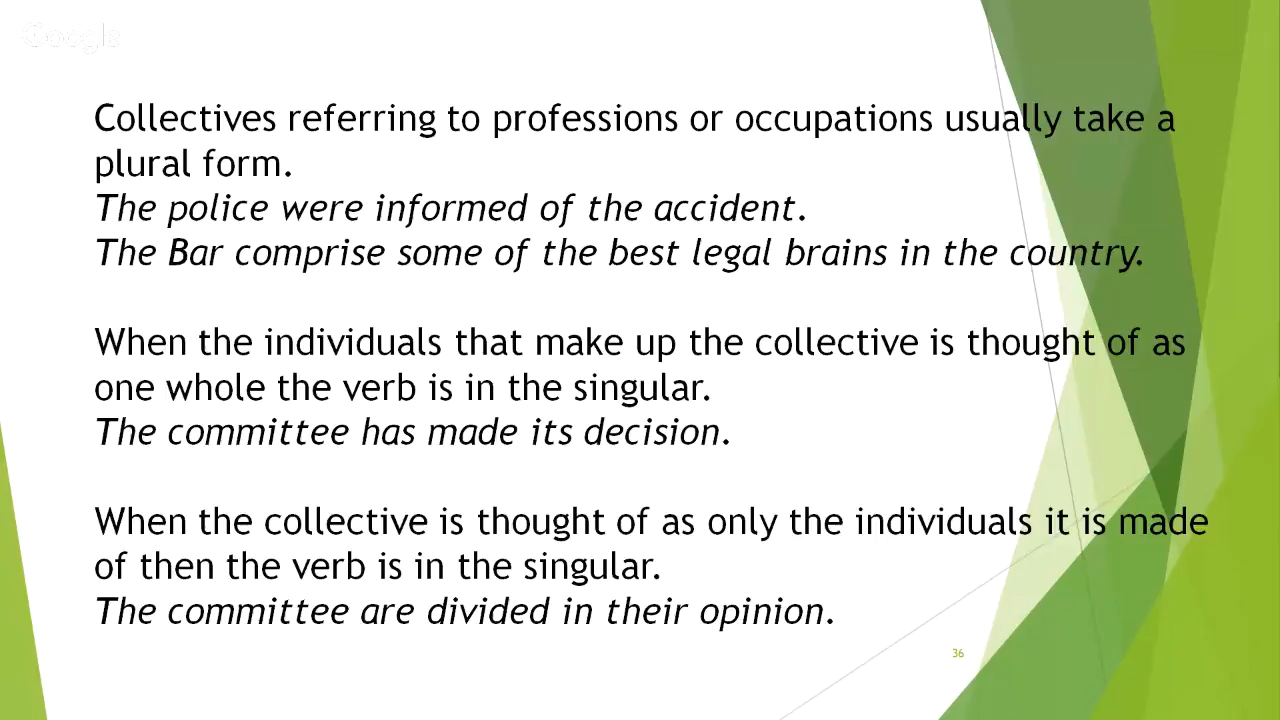 Google
Collectives referring to professions or occupations usually take a
plural form.
The police were informed of the accident.
The Bar comprise some of the best legal brains in the country.
When the individuals that make up the collective is thought of as
one whole the verb is in the singular.
The committee has made its decision.
When the collective is thought of as only the individuals it is made
of then the verb is in the singular.
The committee are divided in their opinion.
36